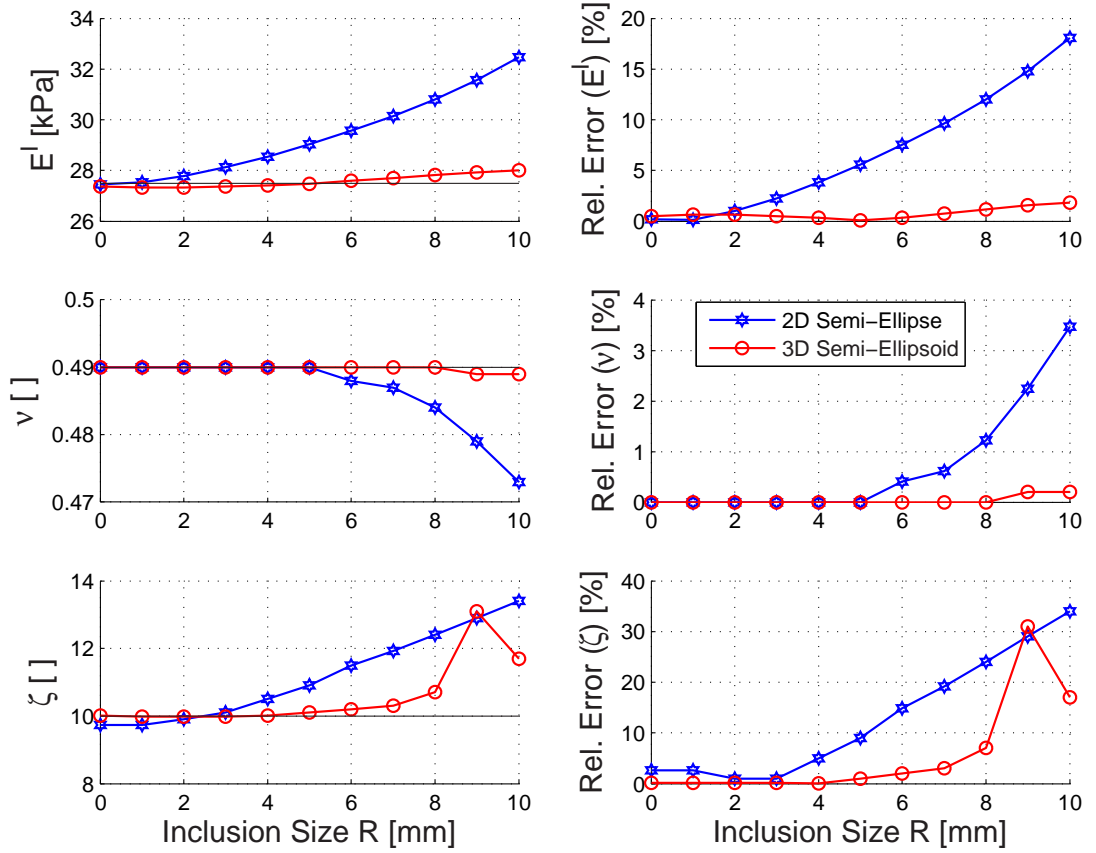 34
32
30
28
26
E^I [kPa]
0 2 4 6 8 10
20
15
10
5
0
Rel. Error (E^I) [%]
0 2 4 6 8 10
0.5
0.49
0.48
0.47
ν [ ]
0 2 4 6 8 10
4
3
2
1
0
Rel. Error (ν) [%]
2D Semi−Ellipse
3D Semi−Ellipsoid
0 2 4 6 8 10
14
12
10
8
ζ [ ]
0 2 4 6 8 10
Inclusion Size R [mm]
40
30
20
10
0
Rel. Error (ζ) [%]
0 2 4 6 8 10
Inclusion Size R [mm]